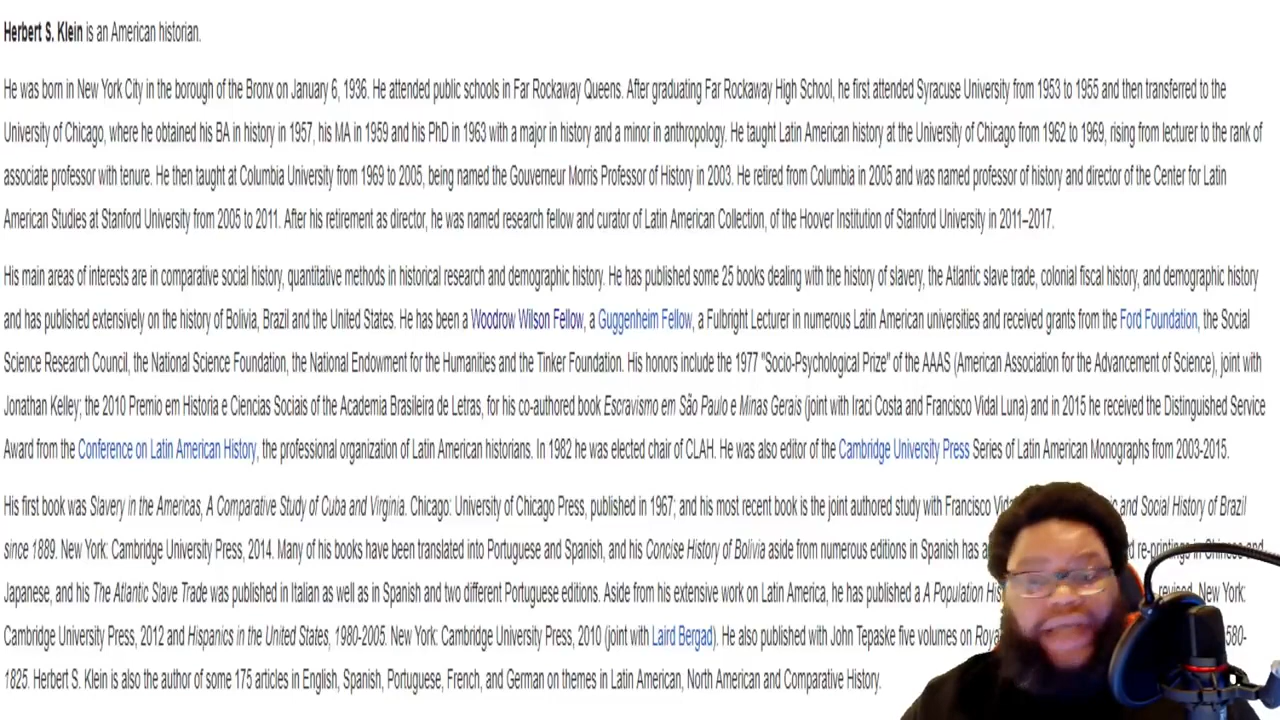 Herbert S. Klein is an American historian.
He was born in New York City in the borough of the Bronx on January 6, 1936. He attended public schools in Far Rockaway Queens. After graduating Far Rockaway High School, he first attended Syracuse University from 1953 to 1955 and then transferred to the
University of Chicago, where he obtained his BA in history in 1957, his MA in 1959 and his PhD in 1963 with a major in history and a minor in anthropology. He taught Latin American history at the University of Chicago from 1962 to 1969, rising from lecturer to the rank of
associate professor with tenure. He then taught at Columbia University from 1969 to 2005, being named the Gouverneur Morris Professor of History in 2003. He retired from Columbia in 2005 and was named professor of history and director of the Center for Latin
American Studies at Stanford University from 2005 to 2011. After his retirement as director, he was named research fellow and curator of Latin American Collection, of the Hoover Institution of Stanford University in 2011–2017.
His main areas of interests are in comparative social history, quantitative methods in historical research and demographic history. He has published some 25 books dealing with the history of slavery, the Atlantic slave trade, colonial fiscal history, and demographic history
and has published extensively on the history of Bolivia, Brazil and the United States. He has been a Woodrow Wilson Fellow, a Guggenheim Fellow, a Fulbright Lecturer in numerous Latin American universities and received grants from the Ford Foundation, the Social
Science Research Council, the National Science Foundation, the National Endowment for the Humanities and the Tinker Foundation. His honors include the 1977 "Socio-Psychological Prize" of the AAAS (American Association for the Advancement of Science), joint with
Jonathan Kelley; the 2010 Premio em Historia e Ciencias Sociais of the Academia Brasileira de Letras, for his co-authored book Escravismo em São Paulo e Minas Gerais (joint with Iraci Costa and Francisco Vidal Luna) and in 2015 he received the Distinguished Service
Award from the Conference on Latin American History, the professional organization of Latin American historians. In 1982 he was elected chair of CLAH. He was also editor of the Cambridge University Press Series of Latin American Monographs from 2003-2015.
His first book was Slavery in the Americas, A Comparative Study of Cuba and Virginia. Chicago: University of Chicago Press, published in 1967; and his most recent book is the joint authored study with Francisco and Social History of Brazil
since 1889. New York: Cambridge University Press, 2014. Many of his books have been translated into Portuguese and Spanish, and his Concise History of Bolivia aside from numerous editions in Spanish has re-printings in Chinese and
Japanese, and his The Atlantic Slave Trade was published in Italian as well as in Spanish and two different Portuguese editions. Aside from his extensive work on Latin America, he has published a A Population New York:
Cambridge University Press, 2012 and Hispanics in the United States, 1980-2005. New York: Cambridge University Press, 2010 (joint with Laird Bergad). He also published with John Tepaske five volumes on
1825. Herbert S. Klein is also the author of some 175 articles in English, Spanish, Portuguese, French, and German on themes in Latin American, North American and Comparative History.